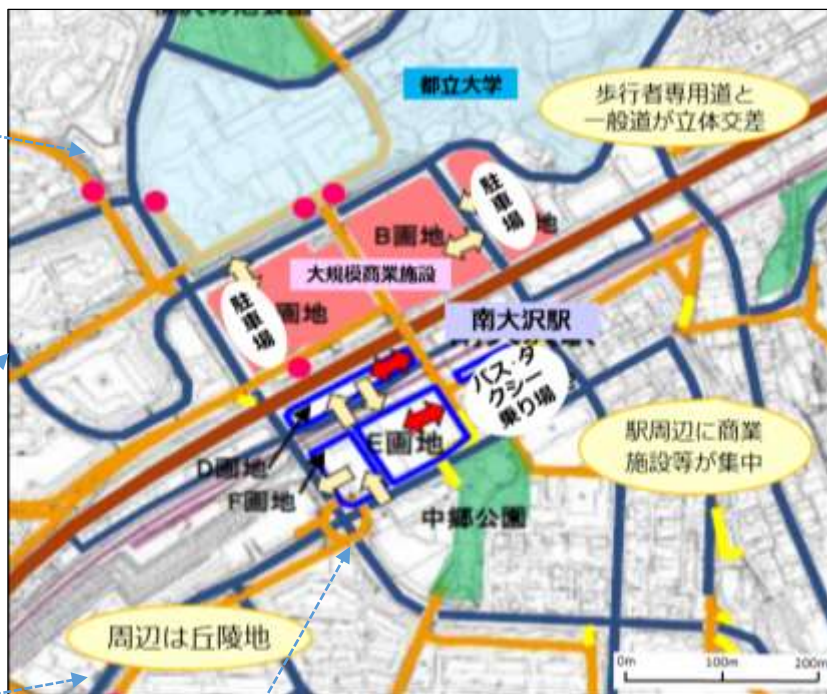 都立大学
歩行者専用道と
一般道が立体交差
駐車場
地
B画地
大規模商業施設
駐車場
画地
南大沢駅
バス・タ
クシー
乗り場
E画地
D画地
F画地
駅周辺に商業
施設等が集中
中郷公園
周辺は丘陵地
0m 100m 200m